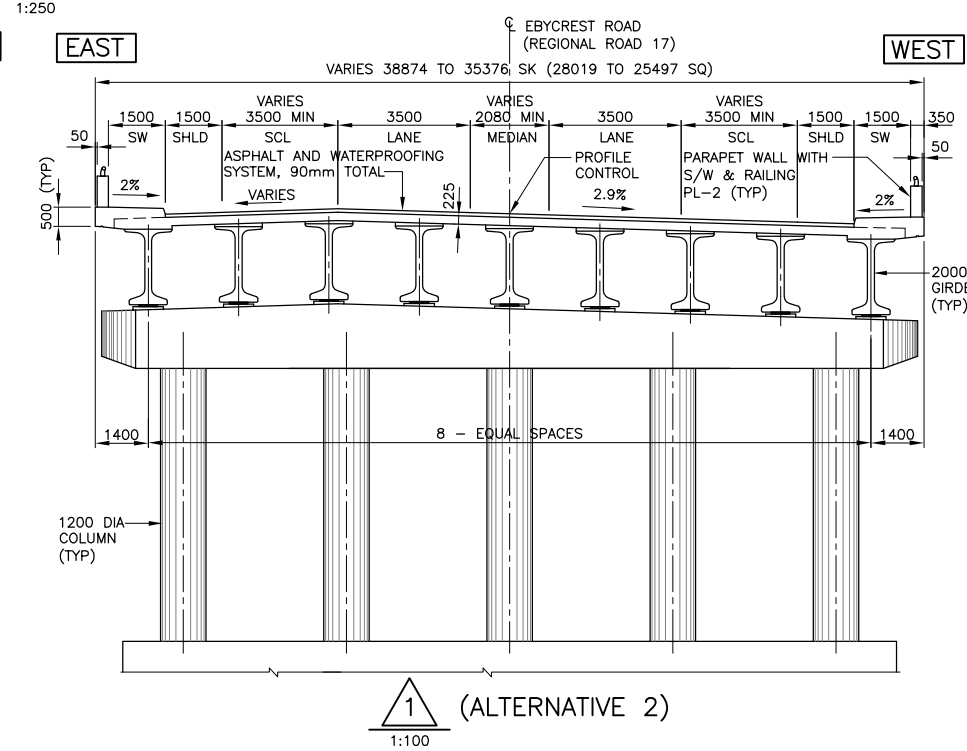 1:250
EAST
℄ EBYCREST ROAD
(REGIONAL ROAD 17)
WEST
VARIES 38874 TO 35376 SK (28019 TO 25497 SQ)
1500
SW
1500
SHLD
VARIES
3500 MIN
SCL
3500
LANE
VARIES
2080 MIN
MEDIAN
3500
LANE
VARIES
3500 MIN
SCL
1500
SHLD
1500
SW
350
50
50
ASPHALT AND WATERPROOFING
SYSTEM, 90mm TOTAL
PROFILE
CONTROL
PARAPET WALL WITH
S/W & RAILING
PL-2 (TYP)
2%
VARIES
225
2.9%
2%
500 (TYP)
2000
GIRDE
(TYP)
1400
8 - EQUAL SPACES
1400
1200 DIA
COLUMN
(TYP)
1 (ALTERNATIVE 2)
1:100